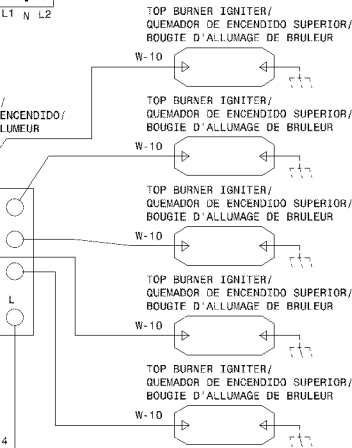 L1 N L2
TOP BURNER IGNITER/
QUEMADOR DE ENCENDIDO SUPERIOR/
BOUGIE D'ALLUMAGE DE BRULEUR
W-10
/
ENCENDIDO/
LUMEUR
TOP BURNER IGNITER/
QUEMADOR DE ENCENDIDO SUPERIOR/
BOUGIE D'ALLUMAGE DE BRULEUR
W-10
TOP BURNER IGNITER/
QUEMADOR DE ENCENDIDO SUPERIOR/
BOUGIE D'ALLUMAGE DE BRULEUR
W-10
TOP BURNER IGNITER/
QUEMADOR DE ENCENDIDO SUPERIOR/
BOUGIE D'ALLUMAGE DE BRULEUR
L
W-10
TOP BURNER IGNITER/
QUEMADOR DE ENCENDIDO SUPERIOR/
BOUGIE D'ALLUMAGE DE BRULEUR
W-10
4